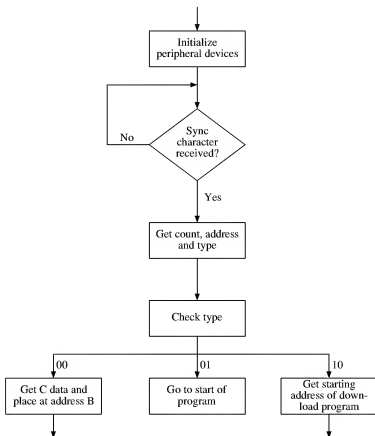 Initialize
peripheral devices
No
Sync
character
received?
Yes
Get count, address
and type
Check type
00
01
10
Get C data and
place at address B
Go to start of
program
Get starting
address of down-
load program